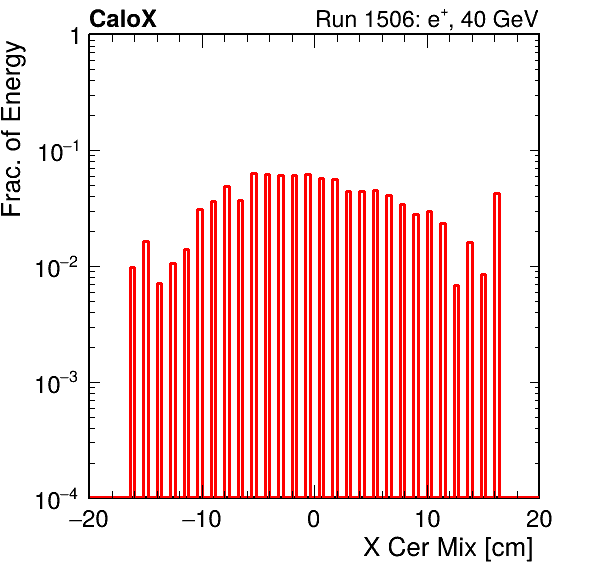 CaloX Run 1506: e⁺, 40 GeV
Frac. of Energy
1
10⁻¹
10⁻²
10⁻³
10⁻⁴
−20 −10 0 10 20
X Cer Mix [cm]